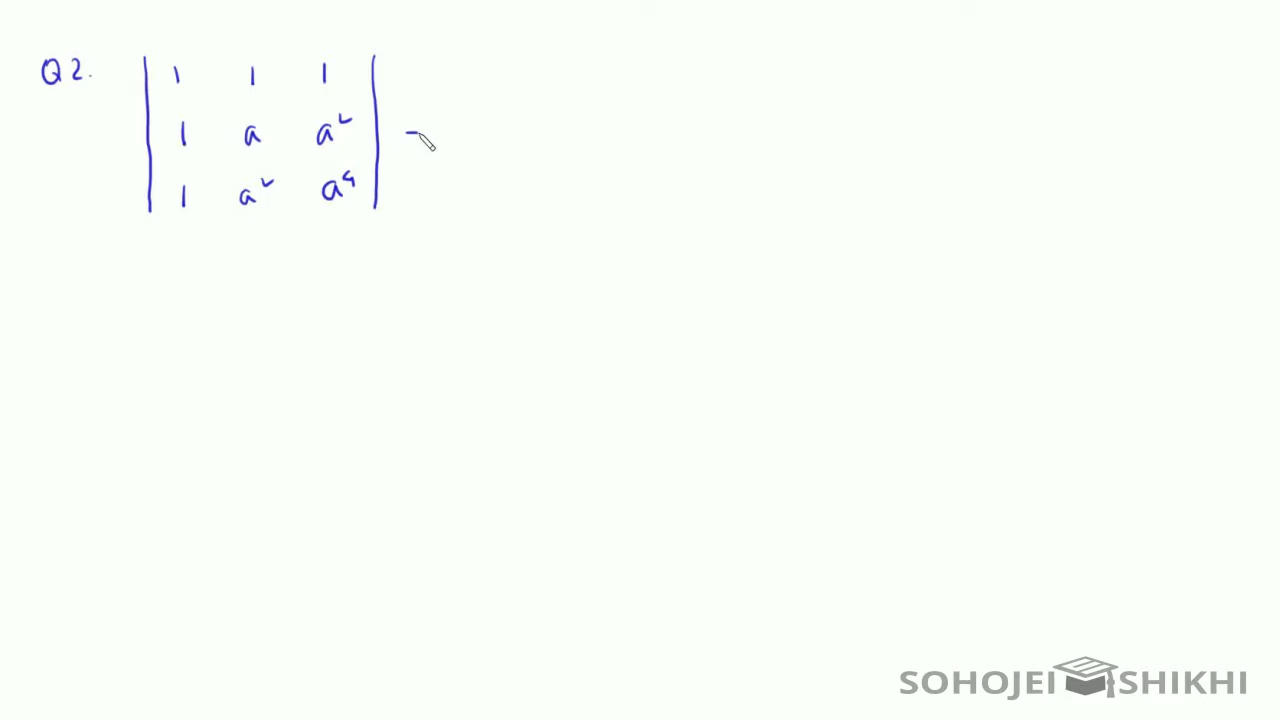 Q2. | 1 1 1 |
| 1 a a² | -
| 1 a² a⁴ |
SOHOJEI SHIKHI